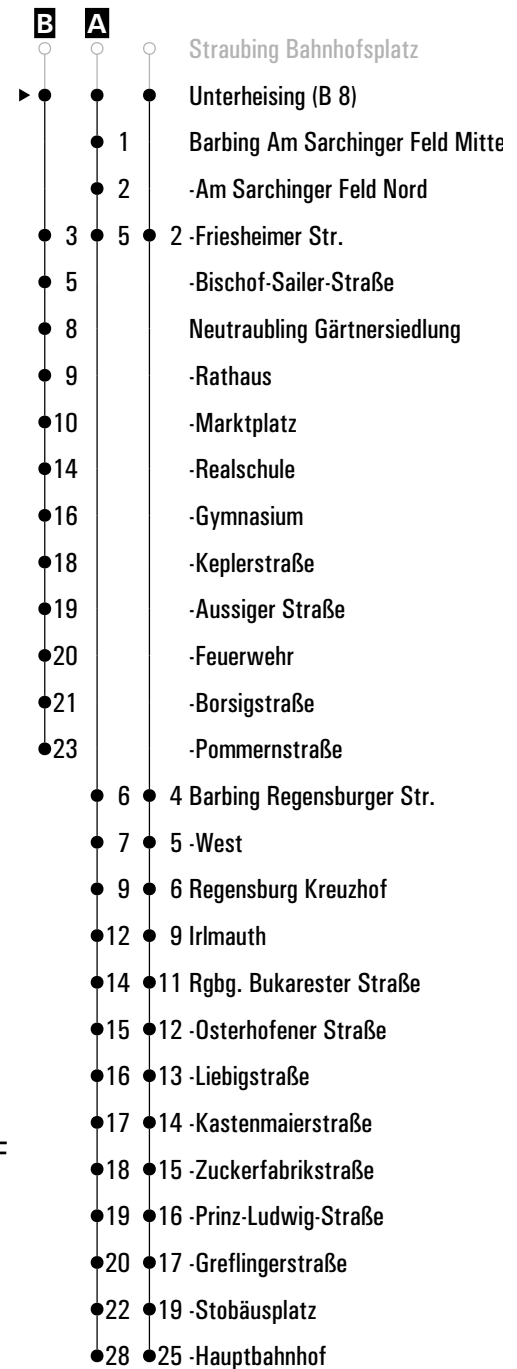 B A
Straubing Bahnhofsplatz
Unterheising (B 8)
1 Barbing Am Sarchinger Feld Mitte
2 -Am Sarchinger Feld Nord
3 5 2 -Friesheimer Str.
5 -Bischof-Sailer-Straße
8 Neutraubling Gärtnersiedlung
9 -Rathaus
10 -Marktplatz
14 -Realschule
16 -Gymnasium
18 -Keplerstraße
19 -Aussiger Straße
20 -Feuerwehr
21 -Borsigstraße
23 -Pommernstraße
6 4 Barbing Regensburger Str.
7 5 -West
9 6 Regensburg Kreuzhof
12 9 Irlmauth
14 11 Rgbg. Bukarester Straße
15 12 -Osterhofener Straße
16 13 -Liebigstraße
17 14 -Kastenmaierstraße
18 15 -Zuckerfabrikstraße
19 16 -Prinz-Ludwig-Straße
20 17 -Greflingerstraße
22 19 -Stobäusplatz
28 25 -Hauptbahnhof